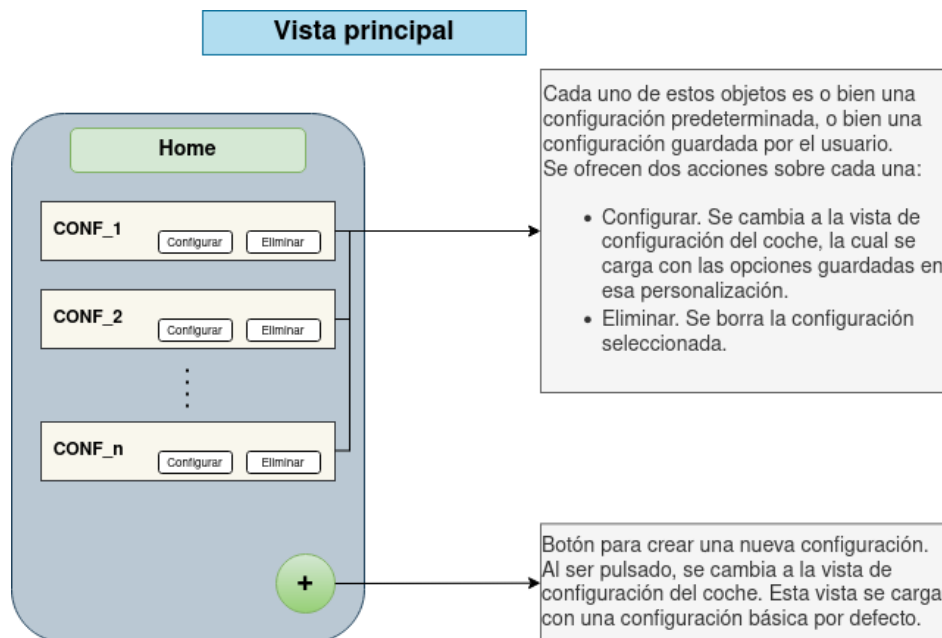 Vista principal
Home
CONF_1
Configurar
Eliminar
CONF_2
Configurar
Eliminar
CONF_n
Configurar
Eliminar
+
Cada uno de estos objetos es o bien una
configuración predeterminada, o bien una
configuración guardada por el usuario.
Se ofrecen dos acciones sobre cada una:
• Configurar. Se cambia a la vista de
configuración del coche, la cual se
carga con las opciones guardadas en
esa personalización.
• Eliminar. Se borra la configuración
seleccionada.
Botón para crear una nueva configuración.
Al ser pulsado, se cambia a la vista de
configuración del coche. Esta vista se carga
con una configuración básica por defecto.